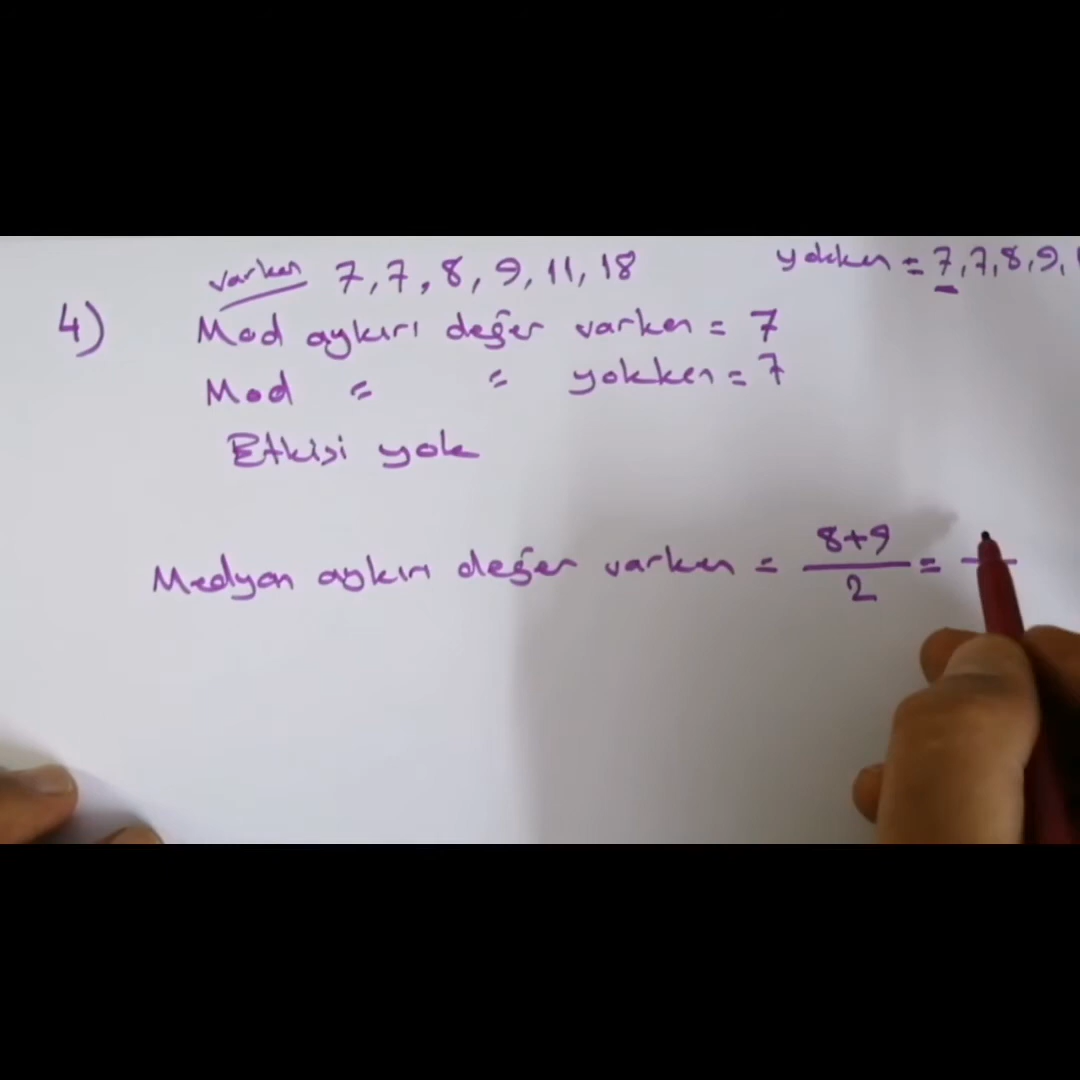 varken 7, 7, 8, 9, 11, 18 yokken = 7, 7, 8, 9,
4) Mod aykırı değer varken = 7
Mod " " yokken = 7
Etkisi yok
Medyan aykırı değer varken = 8+9 / 2 =